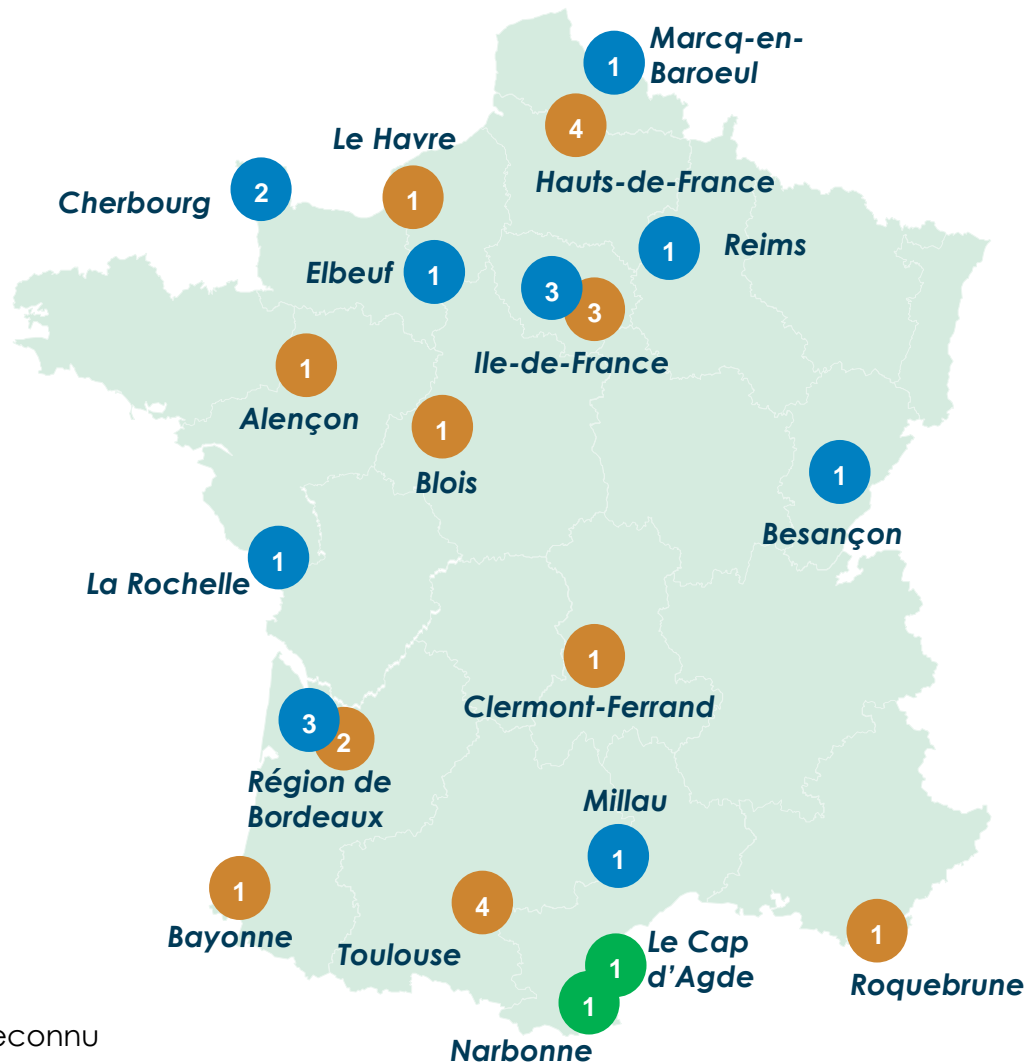 Marcq-en-
Baroeul
1
4
Hauts-de-France
Le Havre
1
Cherbourg
2
Elbeuf
1
1
Reims
3
3
Ile-de-France
1
Alençon
1
Blois
1
Besançon
La Rochelle
1
1
Clermont-Ferrand
3
2
Région de
Bordeaux
Millau
1
1
Bayonne
4
Toulouse
1
Le Cap
d’Agde
1
Narbonne
1
Roquebrune
econnu